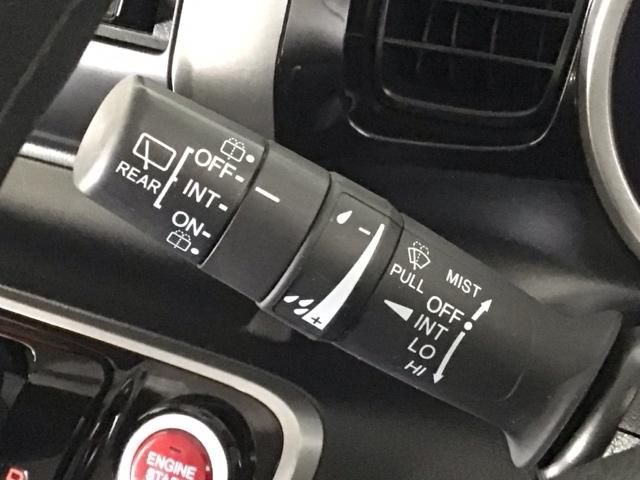 REAR
OFF
INT
ON
-
+
PULL
MIST
OFF
INT
LO
HI
ENGINE